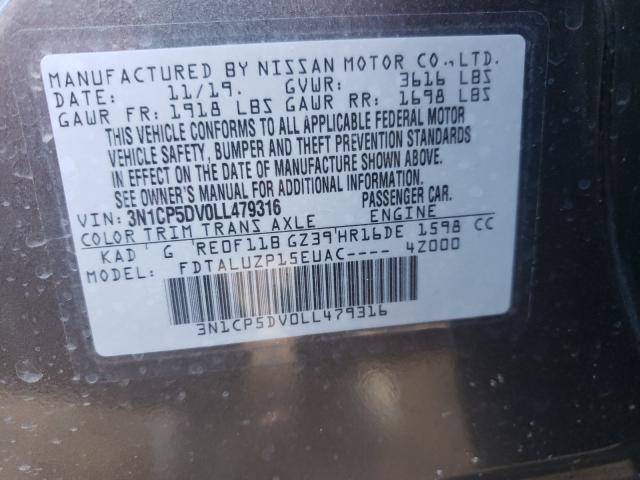 MANUFACTURED BY NISSAN MOTOR CO., LTD.
DATE: 11/19. GVWR: 3616 LBS
GAWR FR: 1918 LBS GAWR RR: 1698 LBS
THIS VEHICLE CONFORMS TO ALL APPLICABLE FEDERAL MOTOR
VEHICLE SAFETY, BUMPER AND THEFT PREVENTION STANDARDS
IN EFFECT ON THE DATE OF MANUFACTURE SHOWN ABOVE.
SEE OWNER'S MANUAL FOR ADDITIONAL INFORMATION.
VIN: 3N1CP5DV0LL479316 PASSENGER CAR.
COLOR TRIM TRANS AXLE ENGINE
KAD G RE0F11B GZ39 HR16DE 1598 CC
MODEL: FDTALUZP15EUAC---- 4Z000
3N1CP5DV0LL479316